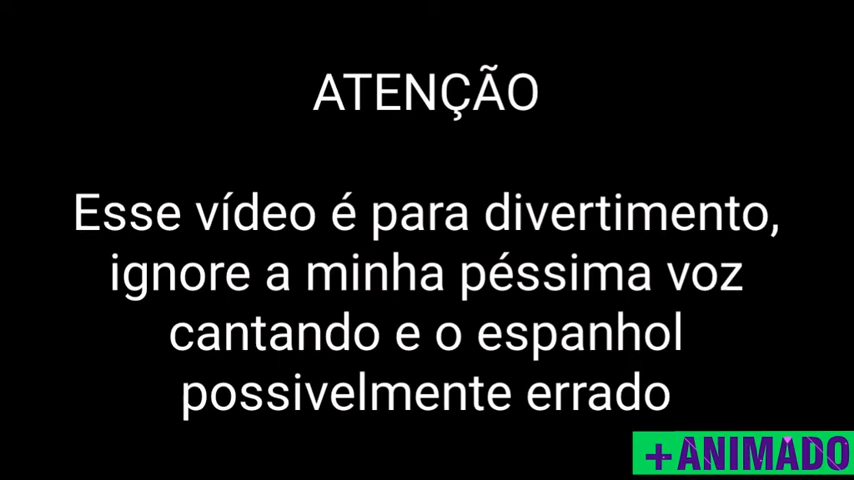 ATENÇÃO
Esse vídeo é para divertimento,
ignore a minha péssima voz
cantando e o espanhol
possivelmente errado
+ANIMADO